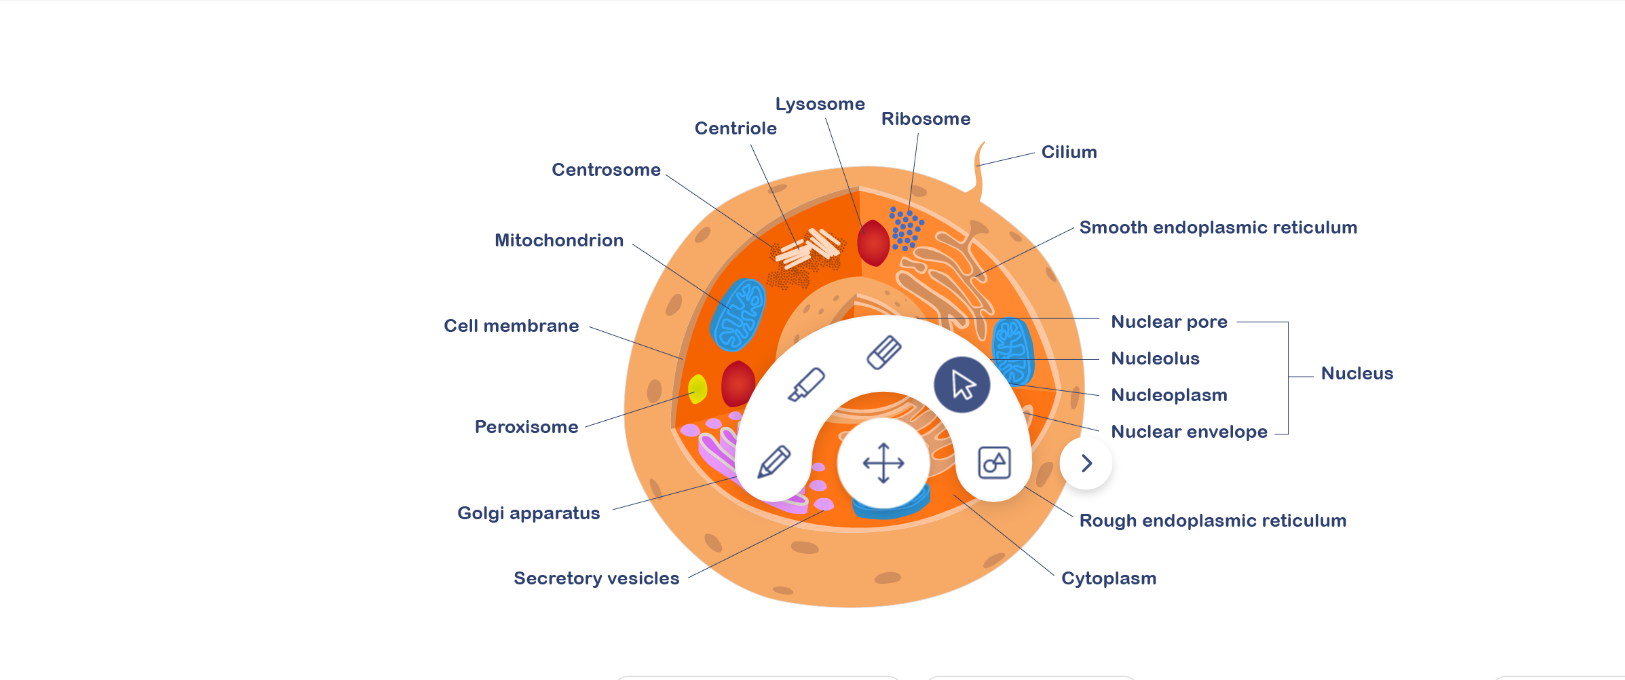 Lysosome
Ribosome
Centriole
Cilium
Centrosome
Smooth endoplasmic reticulum
Mitochondrion
Nuclear pore
Cell membrane
Nucleolus
Nucleus
Nucleoplasm
Peroxisome
Nuclear envelope
Golgi apparatus
Rough endoplasmic reticulum
Secretory vesicles
Cytoplasm